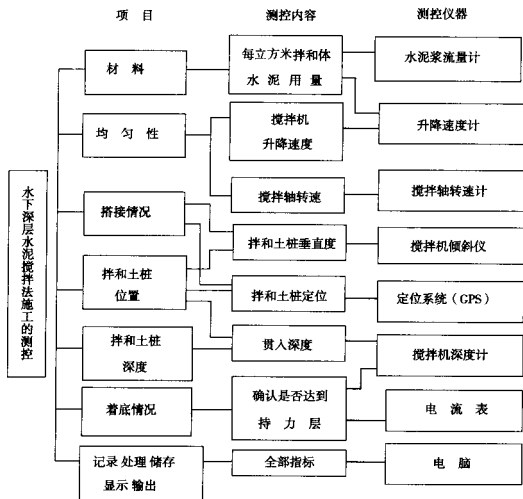 项 目
测控内容
测控仪器
水下深层水泥搅拌法施工的测控
材 料
每立方米拌和体
水 泥 用 量
水泥浆流量计
均 匀 性
搅拌机
升降速度
升降速度计
搅拌轴转速
搅拌轴转速计
搭接情况
拌和土桩垂直度
搅拌机倾斜仪
拌和土桩
位置
拌和土桩定位
定位系统(GPS)
拌和土桩
深度
贯入深度
搅拌机深度计
着底情况
确认是否达到
持 力 层
电 流 表
记录 处理 储存
显示 输出
全部指标
电 脑